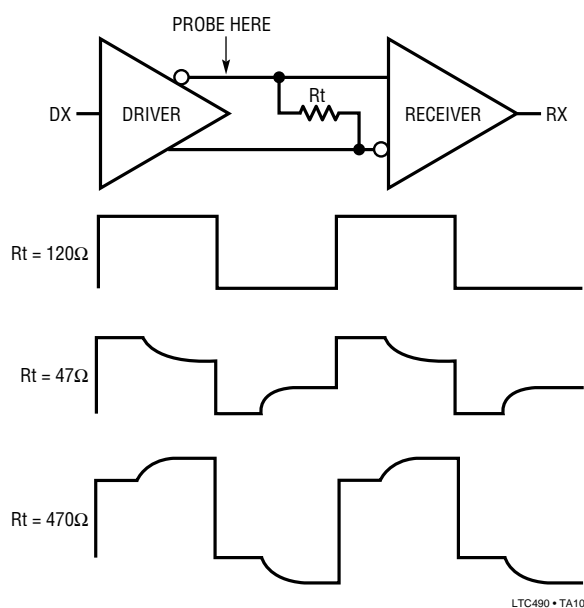 PROBE HERE
Rt
DX
DRIVER
RECEIVER
RX
Rt = 120Ω
Rt = 47Ω
Rt = 470Ω
LTC490 • TA10